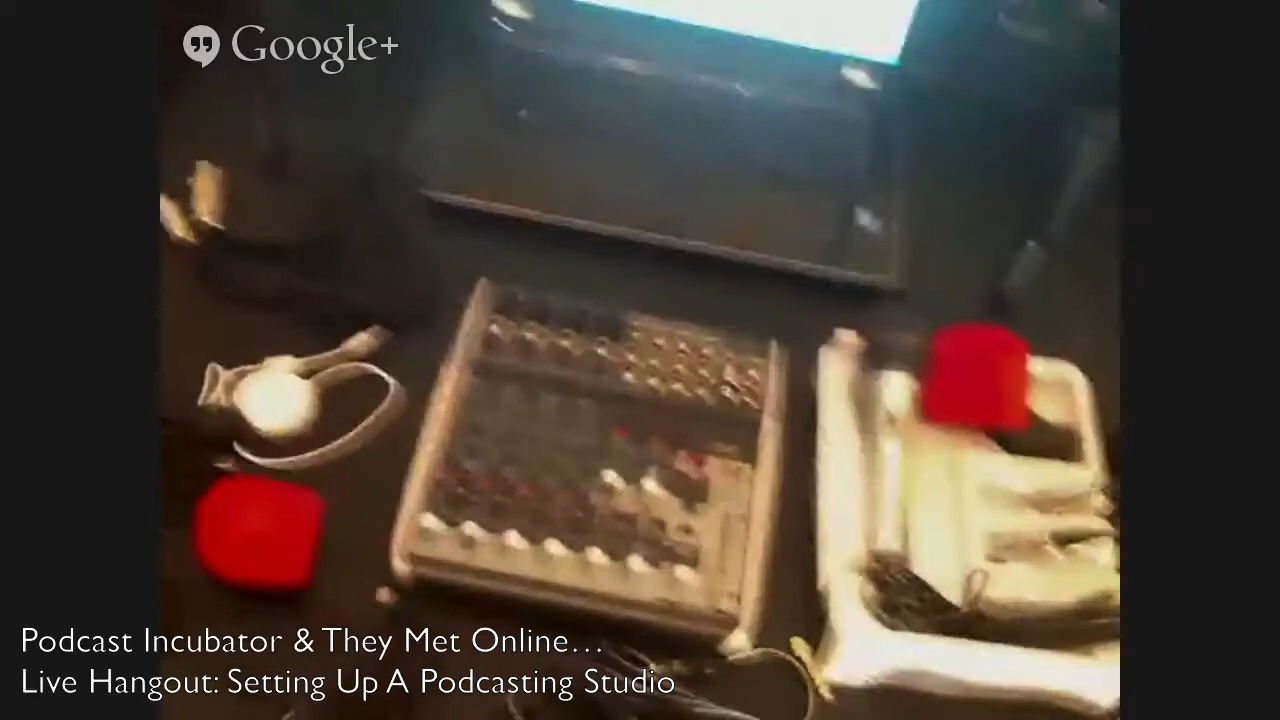 Google+
Podcast Incubator & They Met Online...
Live Hangout: Setting Up A Podcasting Studio